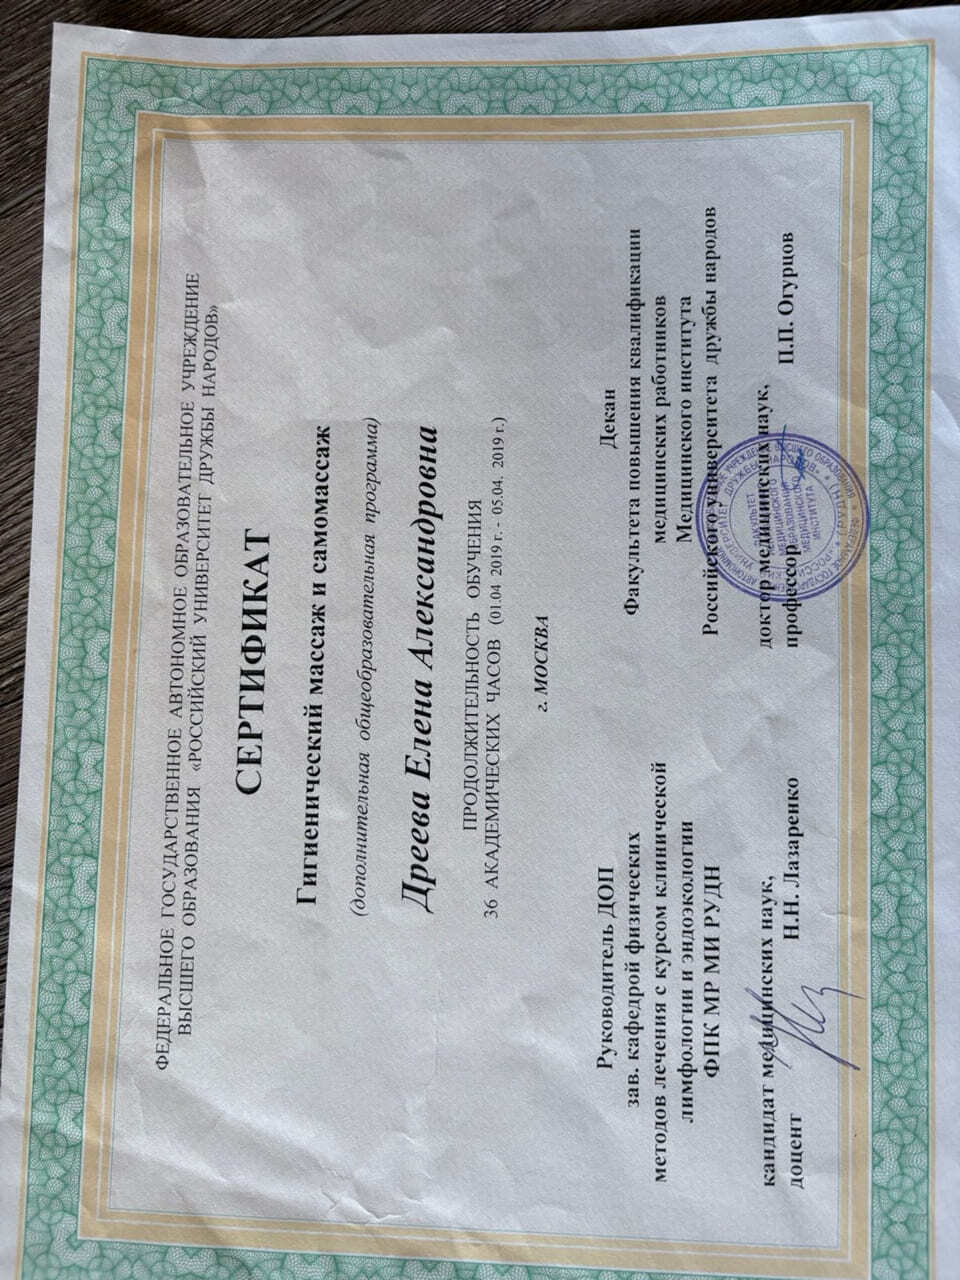 ФЕДЕРАЛЬНОЕ ГОСУДАРСТВЕННОЕ АВТОНОМНОЕ ОБРАЗОВАТЕЛЬНОЕ УЧРЕЖДЕНИЕ
ВЫСШЕГО ОБРАЗОВАНИЯ «РОССИЙСКИЙ УНИВЕРСИТЕТ ДРУЖБЫ НАРОДОВ»
СЕРТИФИКАТ
Гигиенический массаж и самомассаж
(дополнительная общеобразовательная программа)
Дреева Елена Александровна
ПРОДОЛЖИТЕЛЬНОСТЬ ОБУЧЕНИЯ
36 АКАДЕМИЧЕСКИХ ЧАСОВ (01.04 2019 г. - 05.04. 2019 г.)
г. МОСКВА
Руководитель ДОП
зав. кафедрой физических
методов лечения с курсом клинической
лимфологии и эндоэкологии
ФПК МР МИ РУДН
кандидат медицинских наук,
доцент Н.Н. Лазаренко
Декан
Факультета повышения квалификации
медицинских работников
Медицинского института
Российского университета дружбы народов
доктор медицинских наук,
профессор П.П. Огурцов
МЕДИЦИНСКОГО
ИНСТИТУТА